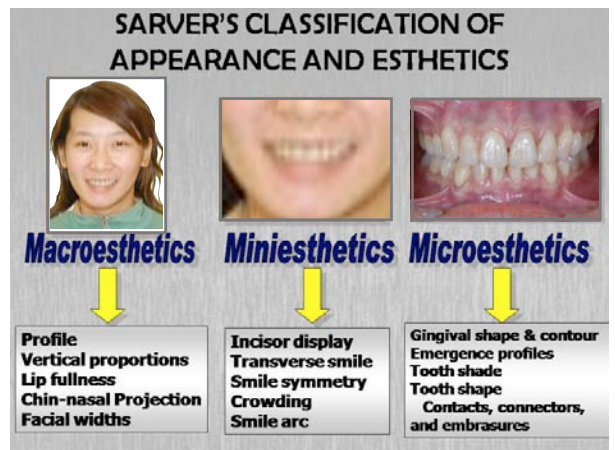 SARVER'S CLASSIFICATION OF
APPEARANCE AND ESTHETICS
Macroesthetics
Miniesthetics
Microesthetics
Profile
Vertical proportions
Lip fullness
Chin-nasal Projection
Facial widths
Incisor display
Transverse smile
Smile symmetry
Crowding
Smile arc
Gingival shape & contour
Emergence profiles
Tooth shade
Tooth shape
Contacts, connectors,
and embrasures